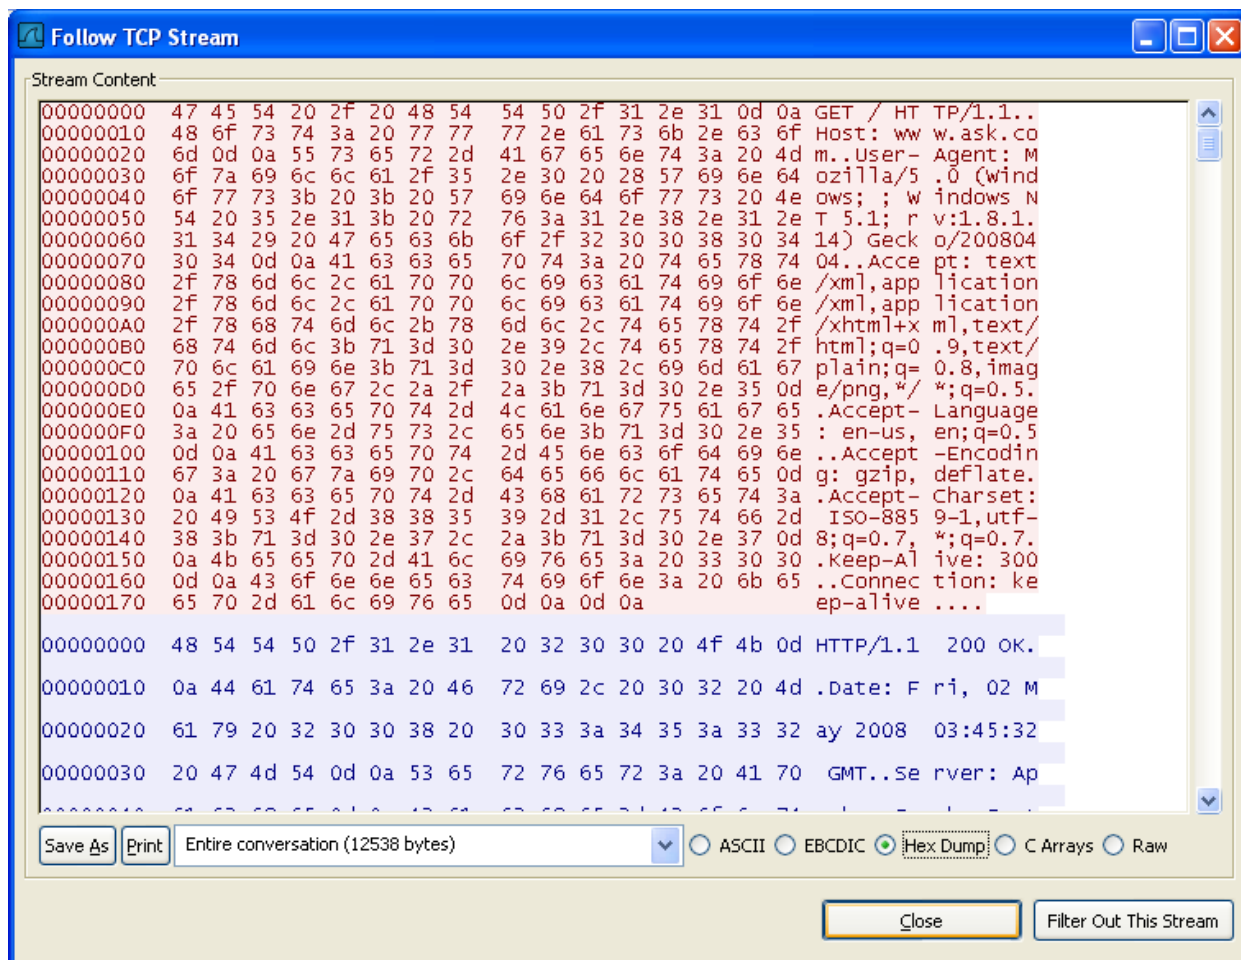 Follow TCP Stream
Stream Content
00000000  47 45 54 20 2f 20 48 54  54 50 2f 31 2e 31 0d 0a GET / HT TP/1.1..
00000010  48 6f 73 74 3a 20 77 77  77 2e 61 73 6b 2e 63 6f Host: ww w.ask.co
00000020  6d 0d 0a 55 73 65 72 2d  41 67 65 6e 74 3a 20 4d m..User- Agent: M
00000030  6f 7a 69 6c 6c 61 2f 35  2e 30 20 28 57 69 6e 64 ozilla/5 .0 (Wind
00000040  6f 77 73 3b 20 3b 20 57  69 6e 64 6f 77 73 20 4e ows; ; W indows N
00000050  54 20 35 2e 31 3b 20 72  76 3a 31 2e 38 2e 31 2e T 5.1; r v:1.8.1.
00000060  31 34 29 20 47 65 63 6b  6f 2f 32 30 30 38 30 34 14) Geck o/200804
00000070  30 34 0d 0a 41 63 63 65  70 74 3a 20 74 65 78 74 04..Acce pt: text
00000080  2f 78 6d 6c 2c 61 70 70  6c 69 63 61 74 69 6f 6e /xml,app lication
00000090  2f 78 6d 6c 2c 61 70 70  6c 69 63 61 74 69 6f 6e /xml,app lication
000000A0  2f 78 68 74 6d 6c 2b 78  6d 6c 2c 74 65 78 74 2f /xhtml+x ml,text/
000000B0  68 74 6d 6c 3b 71 3d 30  2e 39 2c 74 65 78 74 2f html;q=0 .9,text/
000000C0  70 6c 61 69 6e 3b 71 3d  30 2e 38 2c 69 6d 61 67 plain;q= 0.8,imag
000000D0  65 2f 70 6e 67 2c 2a 2f  2a 3b 71 3d 30 2e 35 0d e/png,*/ *;q=0.5.
000000E0  0a 41 63 63 65 70 74 2d  4c 61 6e 67 75 61 67 65 .Accept- Language
000000F0  3a 20 65 6e 2d 75 73 2c  65 6e 3b 71 3d 30 2e 35 : en-us, en;q=0.5
00000100  0d 0a 41 63 63 65 70 74  2d 45 6e 63 6f 64 69 6e ..Accept -Encodin
00000110  67 3a 20 67 7a 69 70 2c  64 65 66 6c 61 74 65 0d g: gzip, deflate.
00000120  0a 41 63 63 65 70 74 2d  43 68 61 72 73 65 74 3a .Accept- Charset:
00000130  20 49 53 4f 2d 38 38 35  39 2d 31 2c 75 74 66 2d  ISO-885 9-1,utf-
00000140  38 3b 71 3d 30 2e 37 2c  2a 3b 71 3d 30 2e 37 0d 8;q=0.7, *;q=0.7.
00000150  0a 4b 65 65 70 2d 41 6c  69 76 65 3a 20 33 30 30 .Keep-Al ive: 300
00000160  0d 0a 43 6f 6e 6e 65 63  74 69 6f 6e 3a 20 6b 65 ..Connec tion: ke
00000170  65 70 2d 61 6c 69 76 65  0d 0a 0d 0a ep-alive ....
00000000  48 54 54 50 2f 31 2e 31  20 32 30 30 20 4f 4b 0d HTTP/1.1  200 OK.
00000010  0a 44 61 74 65 3a 20 46  72 69 2c 20 30 32 20 4d .Date: F ri, 02 M
00000020  61 79 20 32 30 30 38 20  30 33 3a 34 35 3a 33 32 ay 2008  03:45:32
00000030  20 47 4d 54 0d 0a 53 65  72 76 65 72 3a 20 41 70  GMT..Se rver: Ap
Save As Print Entire conversation (12538 bytes) ASCII EBCDIC Hex Dump C Arrays Raw
Close Filter Out This Stream